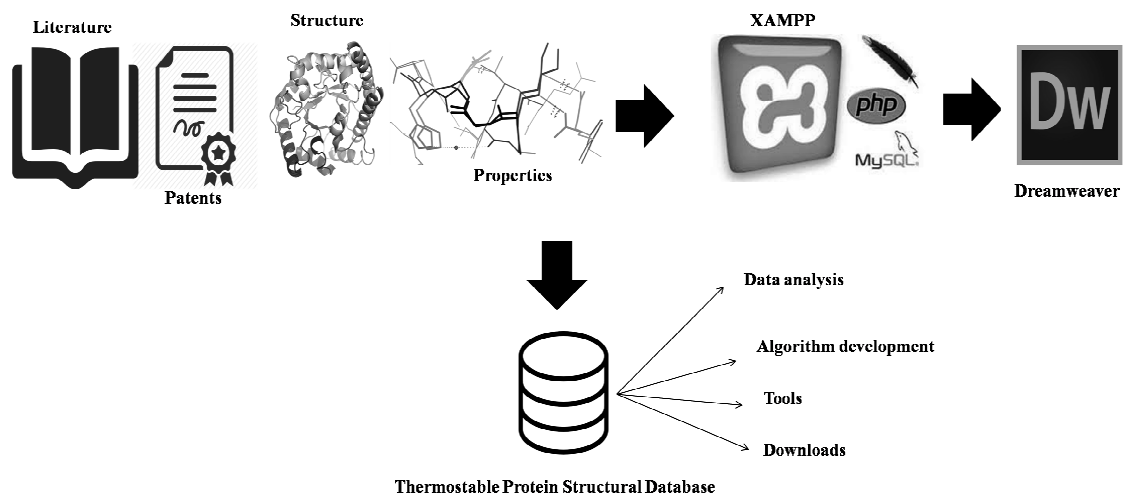 Literature
Structure
XAMPP
php
MySQL
Dw
Properties
Patents
Dreamweaver
Data analysis
Algorithm development
Tools
Downloads
Thermostable Protein Structural Database